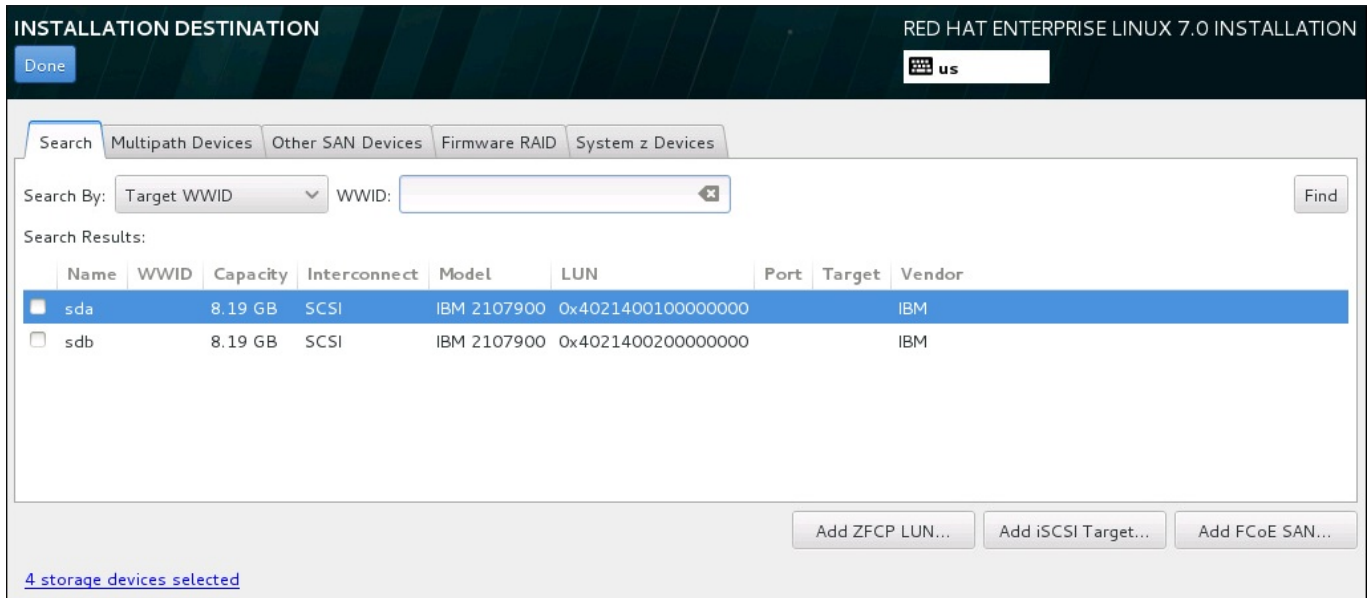 INSTALLATION DESTINATION
RED HAT ENTERPRISE LINUX 7.0 INSTALLATION
Done
us
Search Multipath Devices Other SAN Devices Firmware RAID System z Devices
Search By: Target WWID WWID: Find
Search Results:
Name WWID Capacity Interconnect Model LUN Port Target Vendor
sda 8.19 GB SCSI IBM 2107900 0x4021400100000000 IBM
sdb 8.19 GB SCSI IBM 2107900 0x4021400200000000 IBM
Add ZFCP LUN... Add iSCSI Target... Add FCoE SAN...
4 storage devices selected